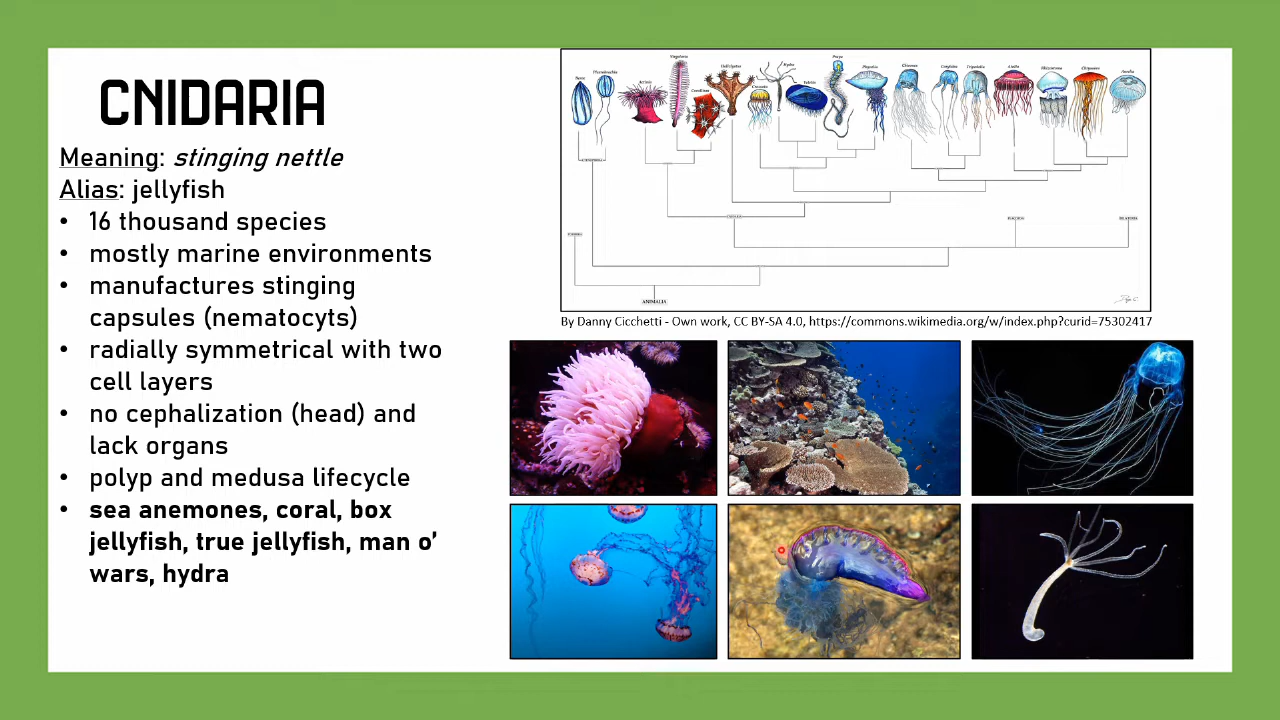 CNIDARIA
Meaning: stinging nettle
Alias: jellyfish
• 16 thousand species
• mostly marine environments
• manufactures stinging
capsules (nematocyts)
• radially symmetrical with two
cell layers
• no cephalization (head) and
lack organs
• polyp and medusa lifecycle
• sea anemones, coral, box
jellyfish, true jellyfish, man o'
wars, hydra
ANIMALIA
By Danny Cicchetti - Own work, CC BY-SA 4.0, https://commons.wikimedia.org/w/index.php?curid=75302417